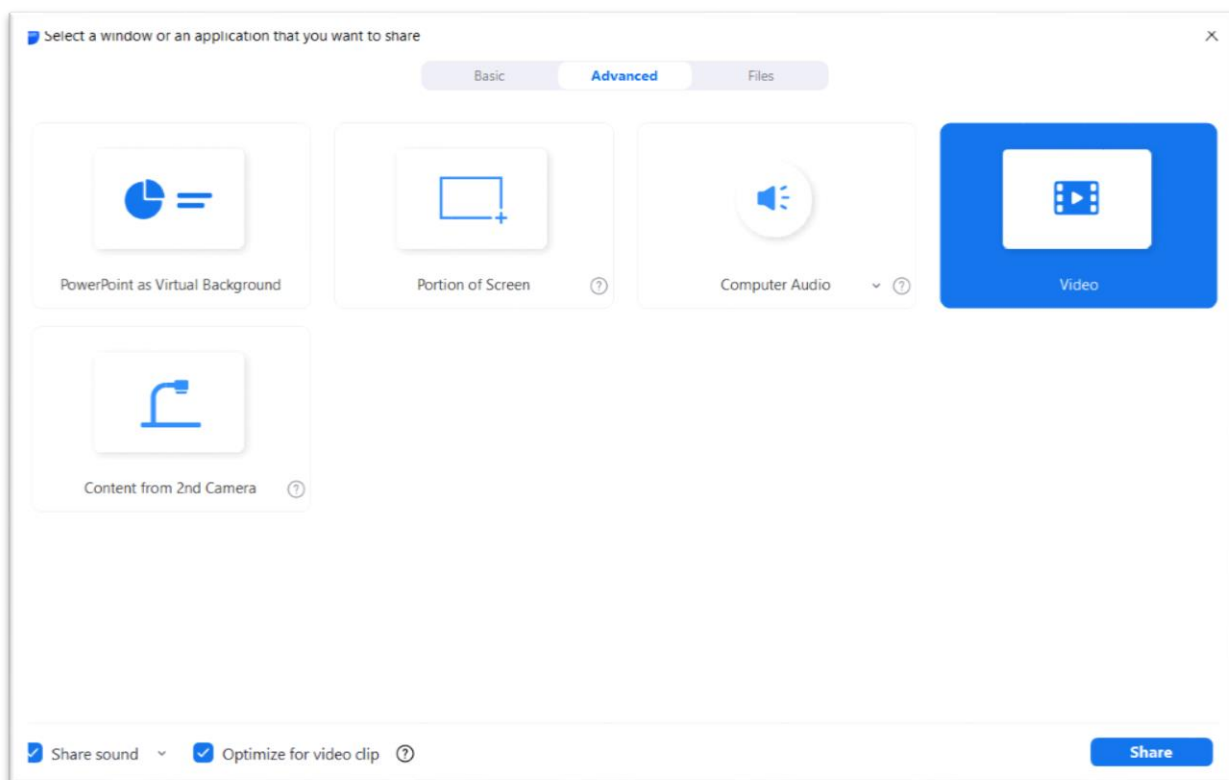 Select a window or an application that you want to share
Basic Advanced Files
PowerPoint as Virtual Background
Portion of Screen
Computer Audio
Video
Content from 2nd Camera
Share sound
Optimize for video clip
Share